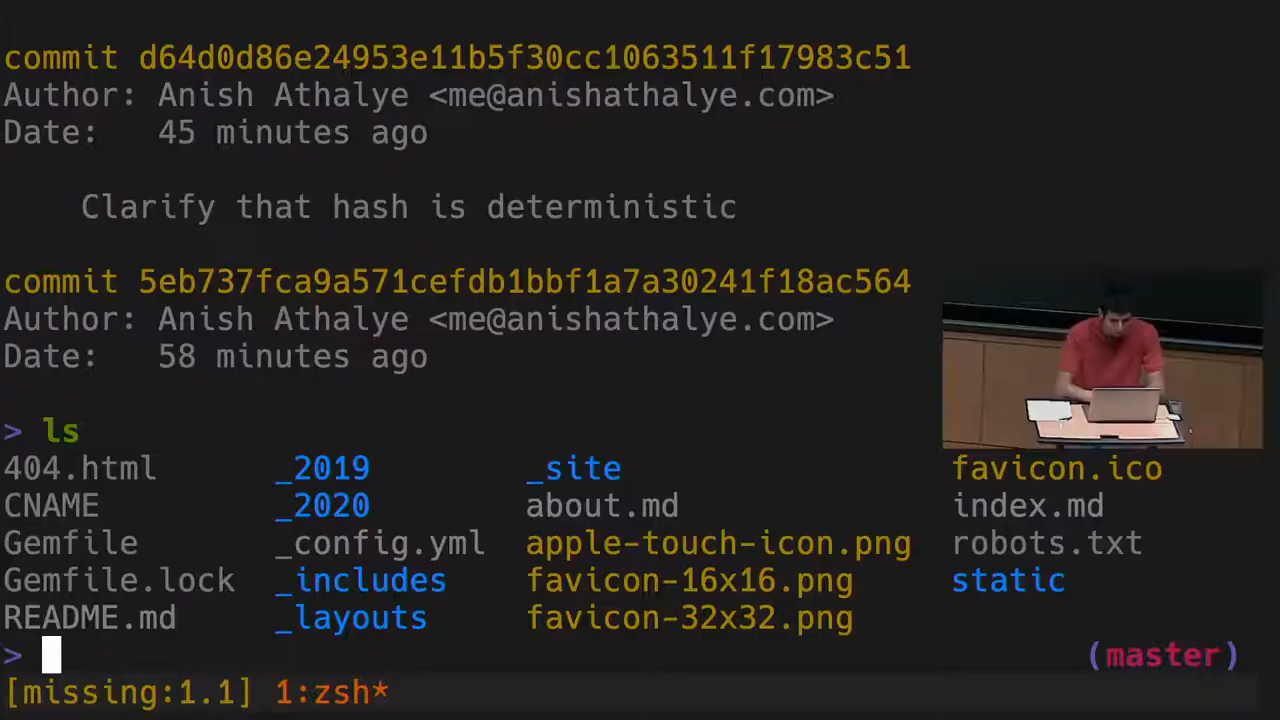 commit d64d0d86e24953e11b5f30cc1063511f17983c51
Author: Anish Athalye <me@anishathalye.com>
Date:   45 minutes ago
Clarify that hash is deterministic
commit 5eb737fca9a571cefdb1bbf1a7a30241f18ac564
Author: Anish Athalye <me@anishathalye.com>
Date:   58 minutes ago
> ls
404.html _2019 _site favicon.ico
CNAME _2020 about.md index.md
Gemfile _config.yml apple-touch-icon.png robots.txt
Gemfile.lock _includes favicon-16x16.png static
README.md _layouts favicon-32x32.png
> (master)
[missing:1.1] 1:zsh*